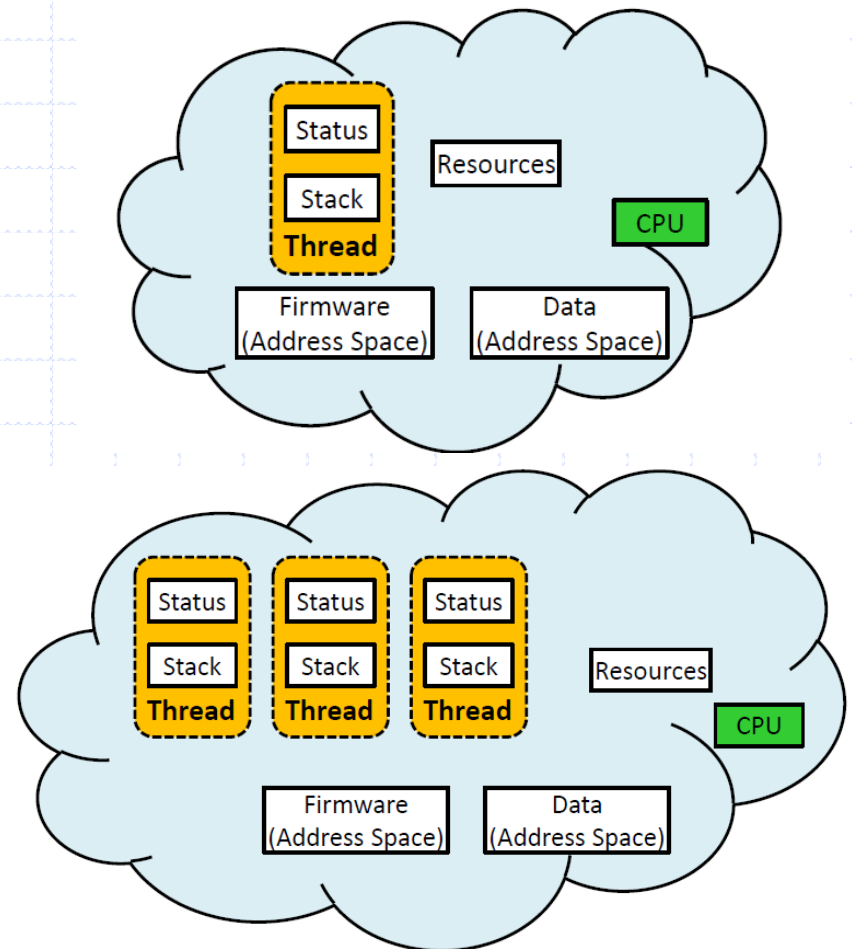 Status
Resources
Stack
CPU
Thread
Firmware
(Address Space)
Data
(Address Space)
Status
Status
Status
Stack
Stack
Stack
Resources
Thread
Thread
Thread
CPU
Firmware
(Address Space)
Data
(Address Space)